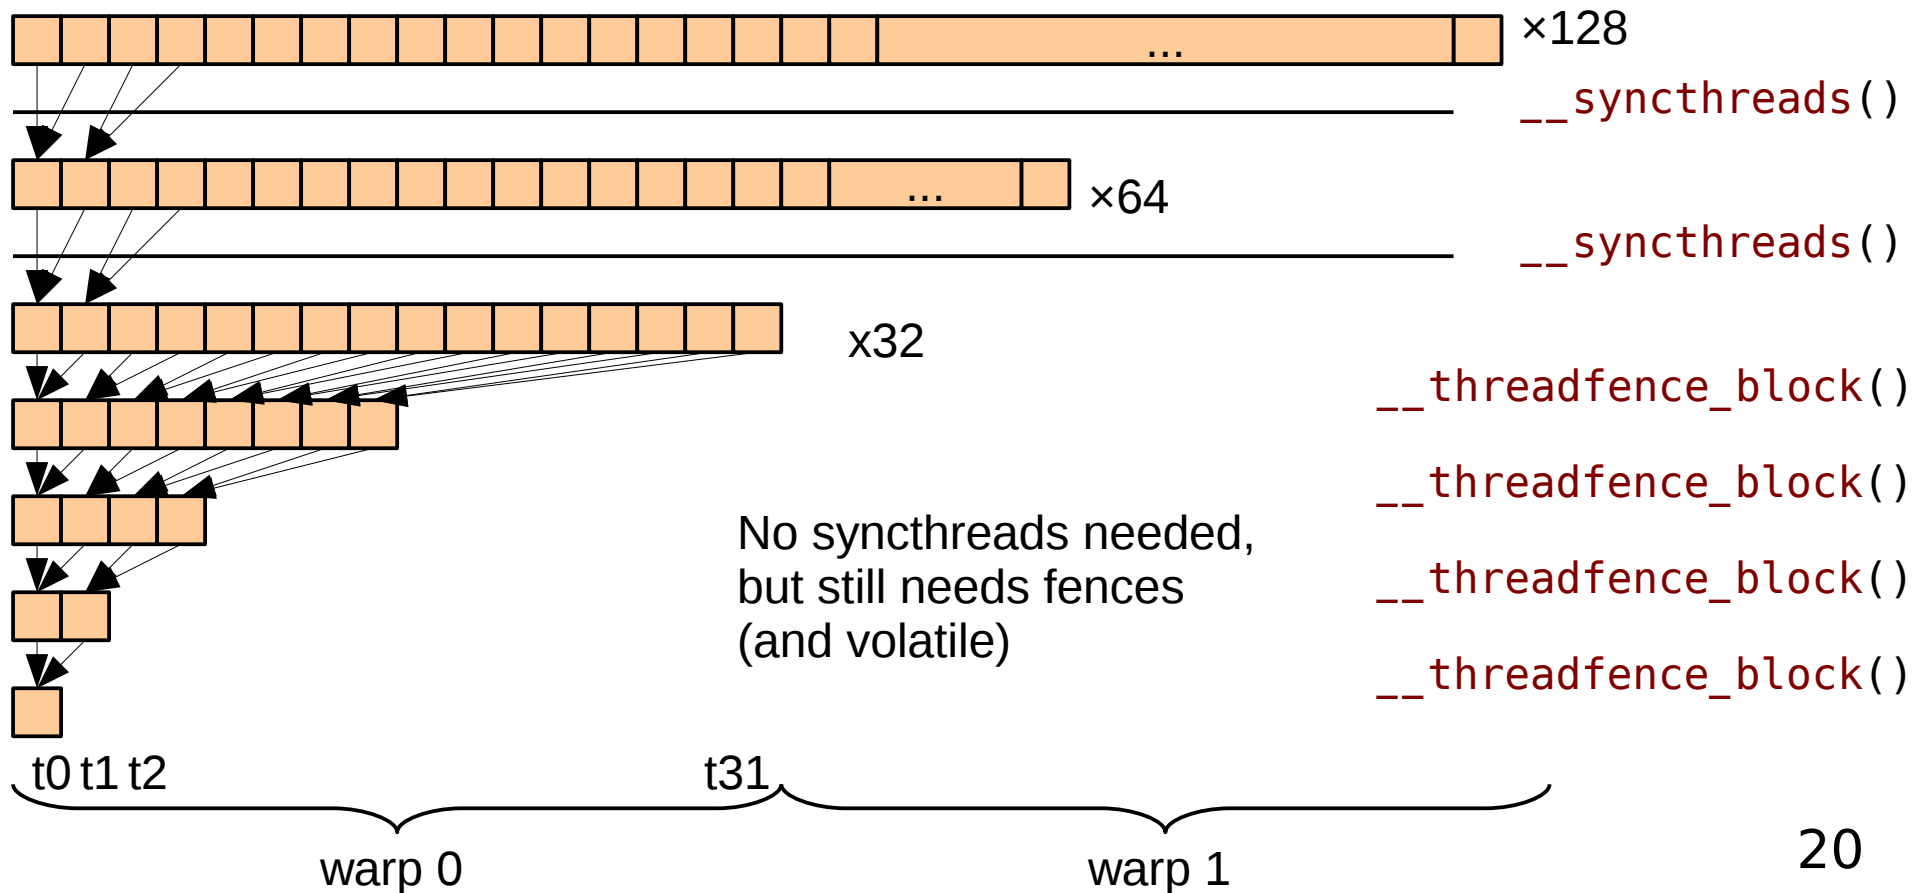 ... ×128
__syncthreads()
... ×64
__syncthreads()
x32
__threadfence_block()
__threadfence_block()
No syncthreads needed,
but still needs fences
(and volatile)
__threadfence_block()
__threadfence_block()
t0 t1 t2 t31
warp 0 warp 1
20